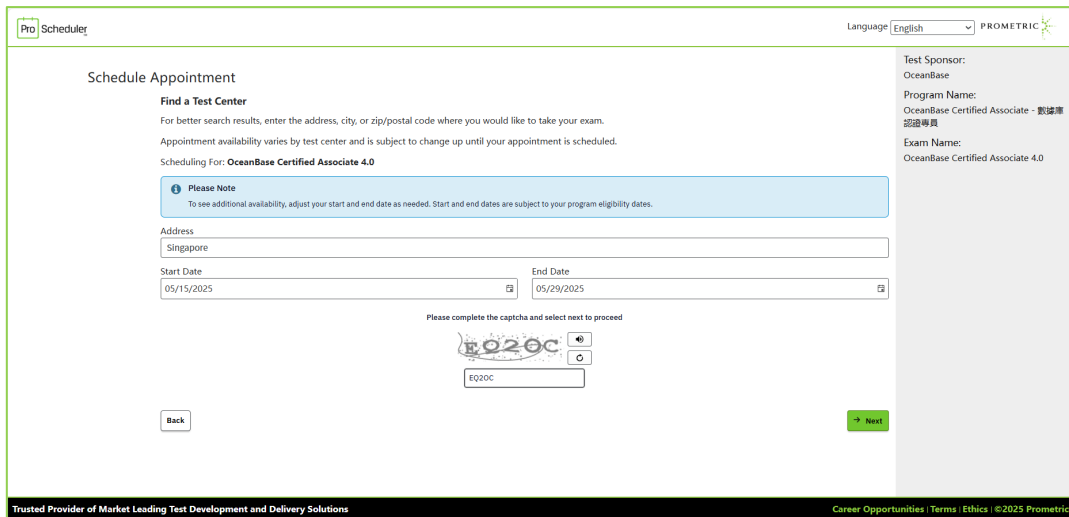 Pro Scheduler
Language English PROMETRIC
Schedule Appointment
Find a Test Center
For better search results, enter the address, city, or zip/postal code where you would like to take your exam.
Appointment availability varies by test center and is subject to change up until your appointment is scheduled.
Scheduling For: OceanBase Certified Associate 4.0
Please Note
To see additional availability, adjust your start and end date as needed. Start and end dates are subject to your program eligibility dates.
Address
Singapore
Start Date End Date
05/15/2025 05/29/2025
Please complete the captcha and select next to proceed
EQ2OC
Back Next
Test Sponsor:
OceanBase
Program Name:
OceanBase Certified Associate - 數據庫
認證專員
Exam Name:
OceanBase Certified Associate 4.0
Trusted Provider of Market Leading Test Development and Delivery Solutions
Career Opportunities | Terms | Ethics | ©2025 Prometric